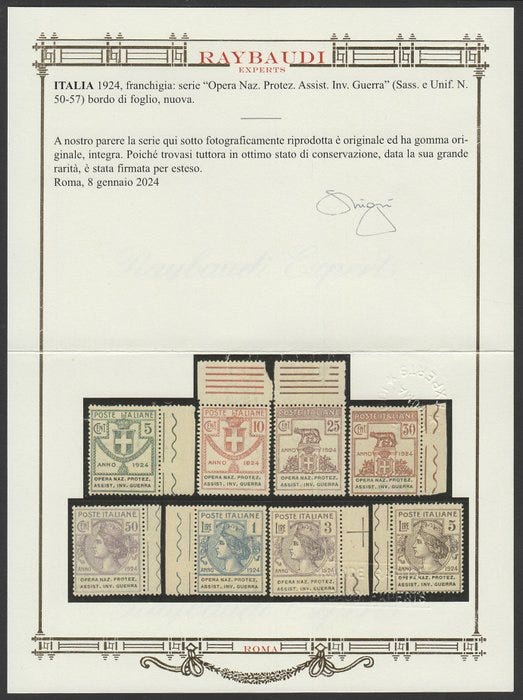 RAYBAUDI
EXPERTS
ITALIA 1924, franchigia: serie “Opera Naz. Protez. Assist. Inv. Guerra” (Sass. e Unif. N.
50-57) bordo di foglio, nuova.
A nostro parere la serie qui sotto fotograficamente riprodotta è originale ed ha gomma ori-
ginale, integra. Poiché trovasi tuttora in ottimo stato di conservazione, data la sua grande
rarità, è stata firmata per esteso.
Roma, 8 gennaio 2024
Raybaudi Experts
POSTE ITALIANE
CENT 5
ANNO 1924
OPERA NAZ. PROTEZ.
ASSIST. INV. GUERRA
POSTE ITALIANE
CENT 10
ANNO 1924
OPERA NAZ. PROTEZ.
ASSIST. INV. GUERRA
POSTE ITALIANE
CENT 25
ANNO 1924
OPERA NAZ. PROTEZ.
ASSIST. INV. GUERRA
POSTE ITALIANE
CENT 30
ANNO 1924
OPERA NAZ. PROTEZ.
ASSIST. INV. GUERRA
POSTE ITALIANE
CENT 50
ANNO 1924
OPERA NAZ. PROTEZ.
ASSIST. INV. GUERRA
POSTE ITALIANE
LIRE 1
ANNO 1924
OPERA NAZ. PROTEZ.
ASSIST. INV. GUERRA
POSTE ITALIANE
LIRE 3
ANNO 1924
OPERA NAZ. PROTEZ.
ASSIST. INV. GUERRA
POSTE ITALIANE
LIRE 5
ANNO 1924
OPERA NAZ. PROTEZ.
ASSIST. INV. GUERRA
ROMA